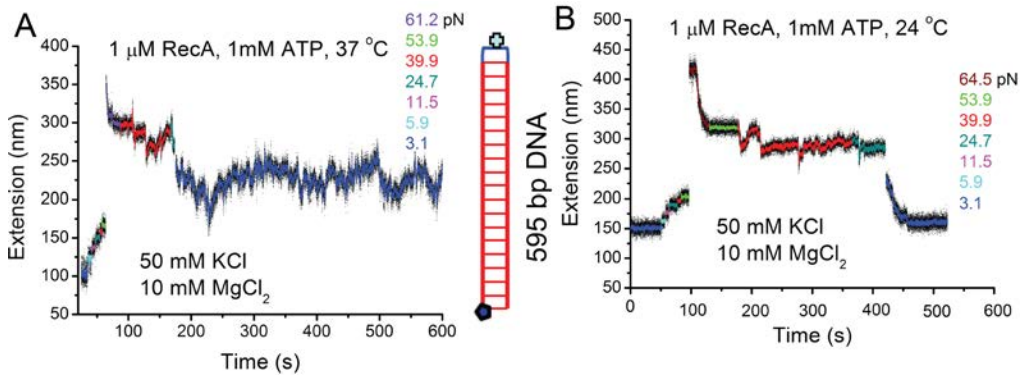 A
1 μM RecA, 1mM ATP, 37 °C
61.2 pN
53.9
39.9
24.7
11.5
5.9
3.1
400
350
300
250
200
150
100
50
Extension (nm)
50 mM KCl
10 mM MgCl2
100 200 300 400 500 600
Time (s)
595 bp DNA
B
1 μM RecA, 1mM ATP, 24 °C
64.5 pN
53.9
39.9
24.7
11.5
5.9
3.1
500
450
400
350
300
250
200
150
100
50
Extension (nm)
50 mM KCl
10 mM MgCl2
0 100 200 300 400 500 600
Time (s)